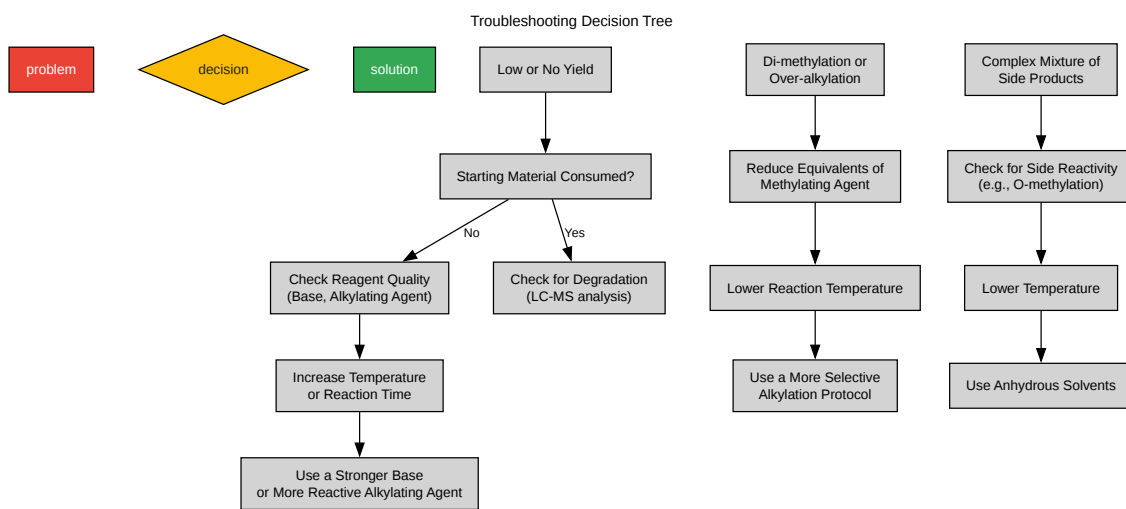 Troubleshooting Decision Tree
problem
decision
solution
Low or No Yield
Di-methylation or
Over-alkylation
Complex Mixture of
Side Products
Starting Material Consumed?
Reduce Equivalents of
Methylating Agent
Check for Side Reactivity
(e.g., O-methylation)
No
Yes
Check Reagent Quality
(Base, Alkylating Agent)
Check for Degradation
(LC-MS analysis)
Lower Reaction Temperature
Lower Temperature
Increase Temperature
or Reaction Time
Use a More Selective
Alkylation Protocol
Use Anhydrous Solvents
Use a Stronger Base
or More Reactive Alkylating Agent